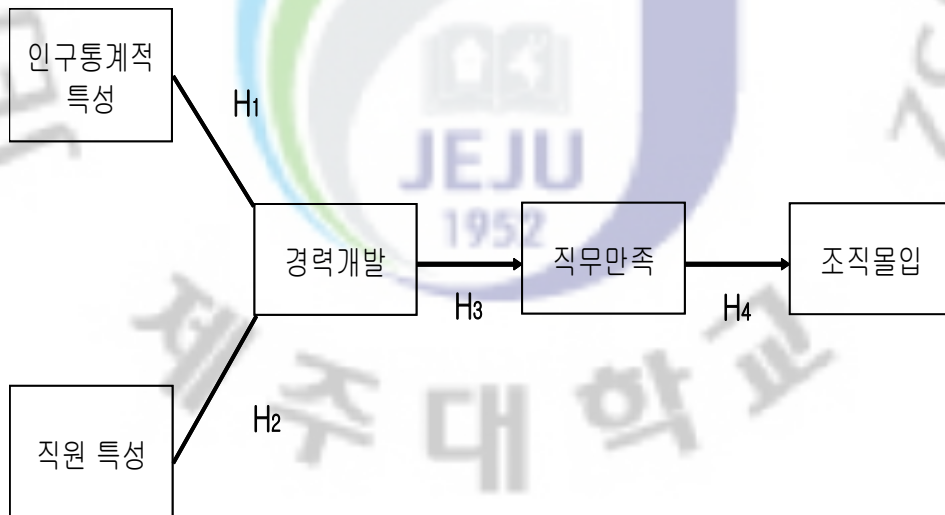 인구통계적
특성
H1
JEJU
1952
경력개발
직무만족
조직몰입
H3
H4
직원 특성
H2
제주대학교